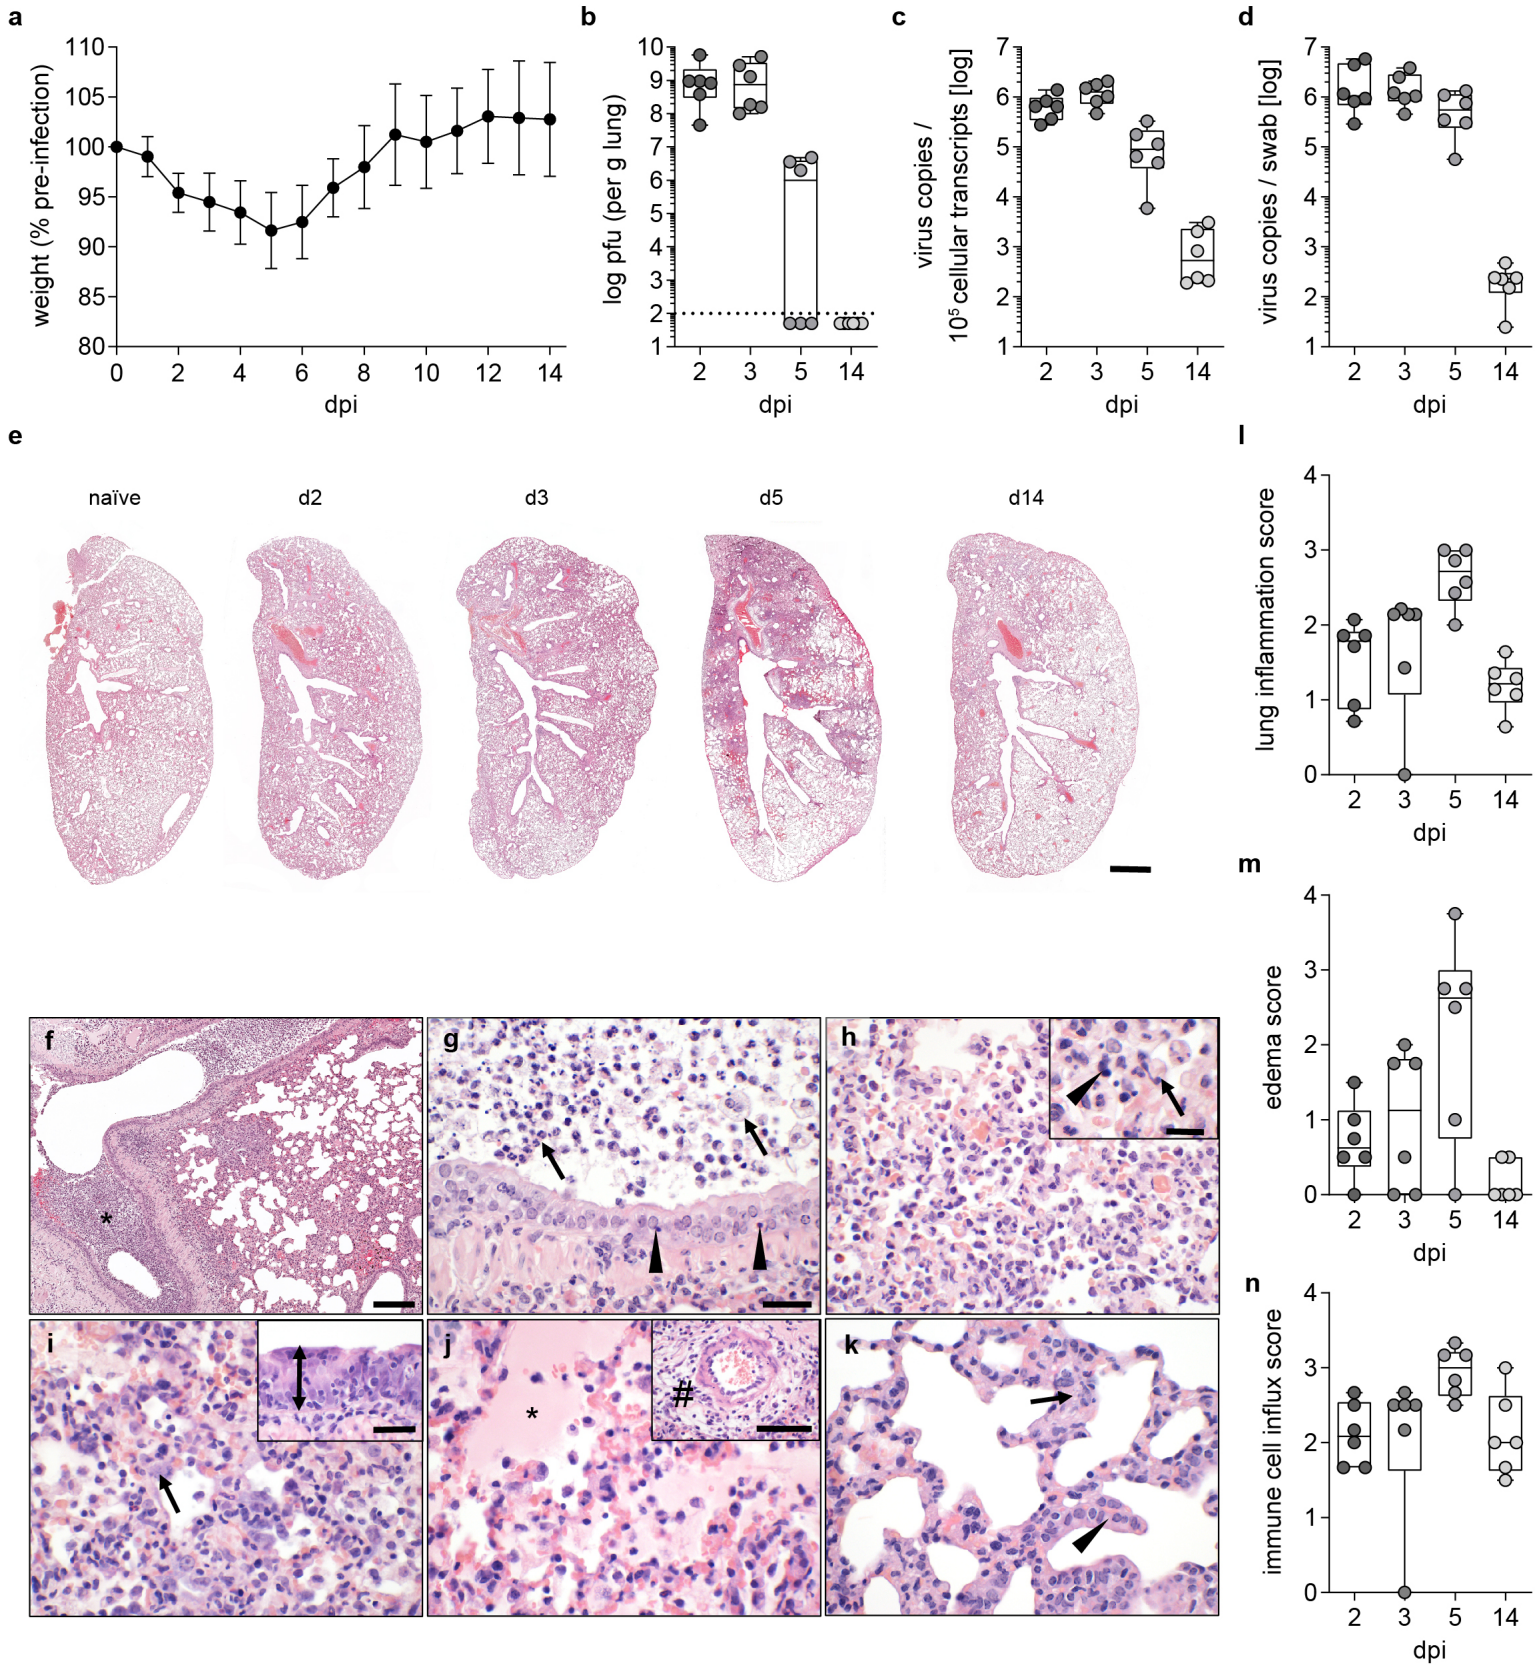 a
weight (% pre-infection)
110
105
100
95
90
85
80
0 2 4 6 8 10 12 14
dpi
b
log pfu (per g lung)
10
9
8
7
6
5
4
3
2
1
2 3 5 14
dpi
c
virus copies /
10⁵ cellular transcripts [log]
7
6
5
4
3
2
1
2 3 5 14
dpi
d
virus copies / swab [log]
7
6
5
4
3
2
1
2 3 5 14
dpi
e
naïve d2 d3 d5 d14
f
*
g
h
i
j
*
#
k
l
lung inflammation score
4
3
2
1
0
2 3 5 14
dpi
m
edema score
4
3
2
1
0
2 3 5 14
dpi
n
immune cell influx score
4
3
2
1
0
2 3 5 14
dpi